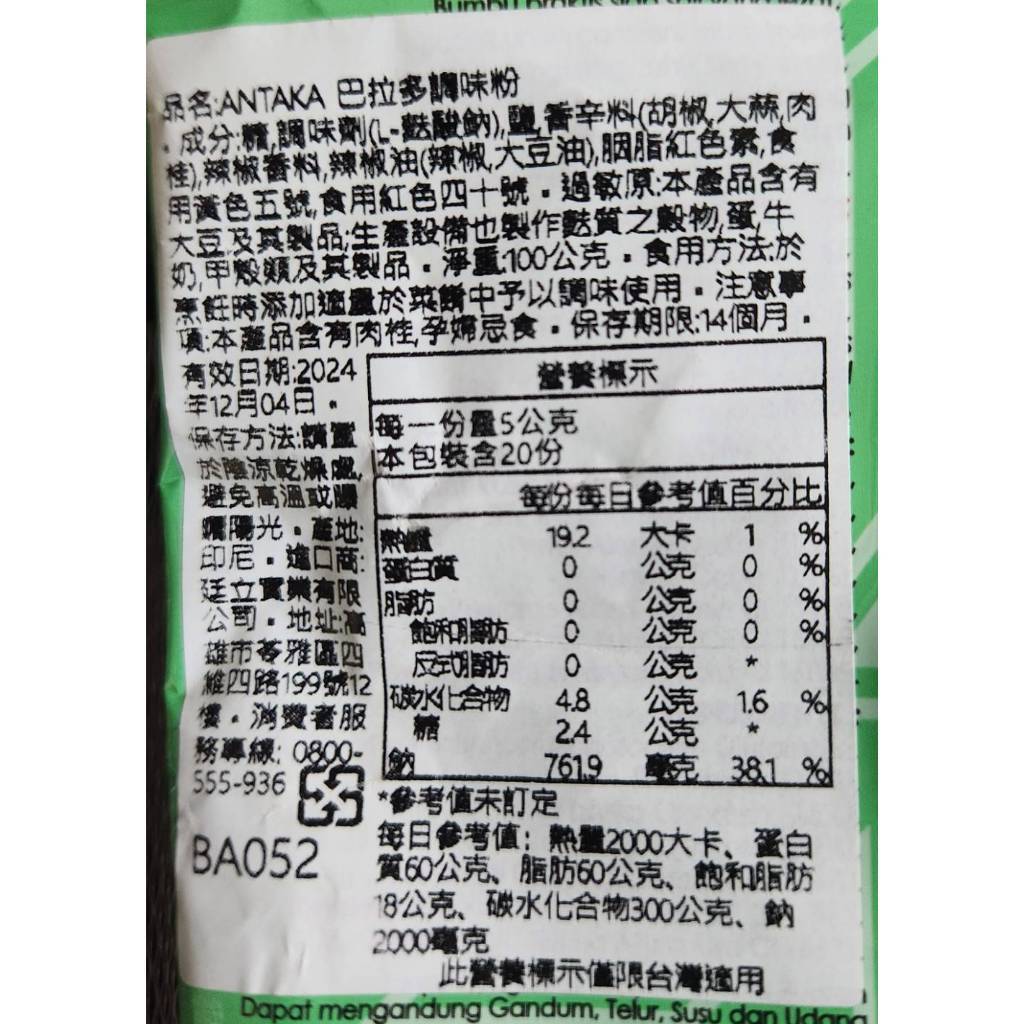 品名:ANTAKA 巴拉多調味粉
。成分:糖,調味劑(L-麩酸鈉),鹽,香辛料(胡椒,大蒜,肉
桂),辣椒香料,辣椒油(辣椒,大豆油),胭脂紅色素,食
用黃色五號,食用紅色四十號。過敏原:本產品含有
大豆及其製品;生產設備也製作麩質之穀物,蛋,牛
奶,甲殼類及其製品。淨重:100公克。食用方法:於
烹飪時添加適量於菜餚中予以調味使用。注意事
項:本產品含有肉桂,孕婦忌食。保存期限:14個月。
有效日期:2024
年12月04日。
保存方法:請置
於陰涼乾燥處,
避免高溫或曝
曬陽光。產地:
印尼。進口商:
廷立實業有限
公司。地址:高
雄市苓雅區四
維四路199號12
樓。消費者服
務專線: 0800-
555-936
BA052
營養標示
每一份量5公克
本包裝含20份
每份 每日參考值百分比
熱量 19.2 大卡 1 %
蛋白質 0 公克 0 %
脂肪 0 公克 0 %
飽和脂肪 0 公克 0 %
反式脂肪 0 公克 *
碳水化合物 4.8 公克 1.6 %
糖 2.4 公克 *
鈉 761.9 毫克 38.1 %
*參考值未訂定
每日參考值：熱量2000大卡、蛋白
質60公克、脂肪60公克、飽和脂肪
18公克、碳水化合物300公克、鈉
2000毫克
此營養標示僅限台灣適用
Dapat mengandung Gandum, Telur, Susu dan Udang